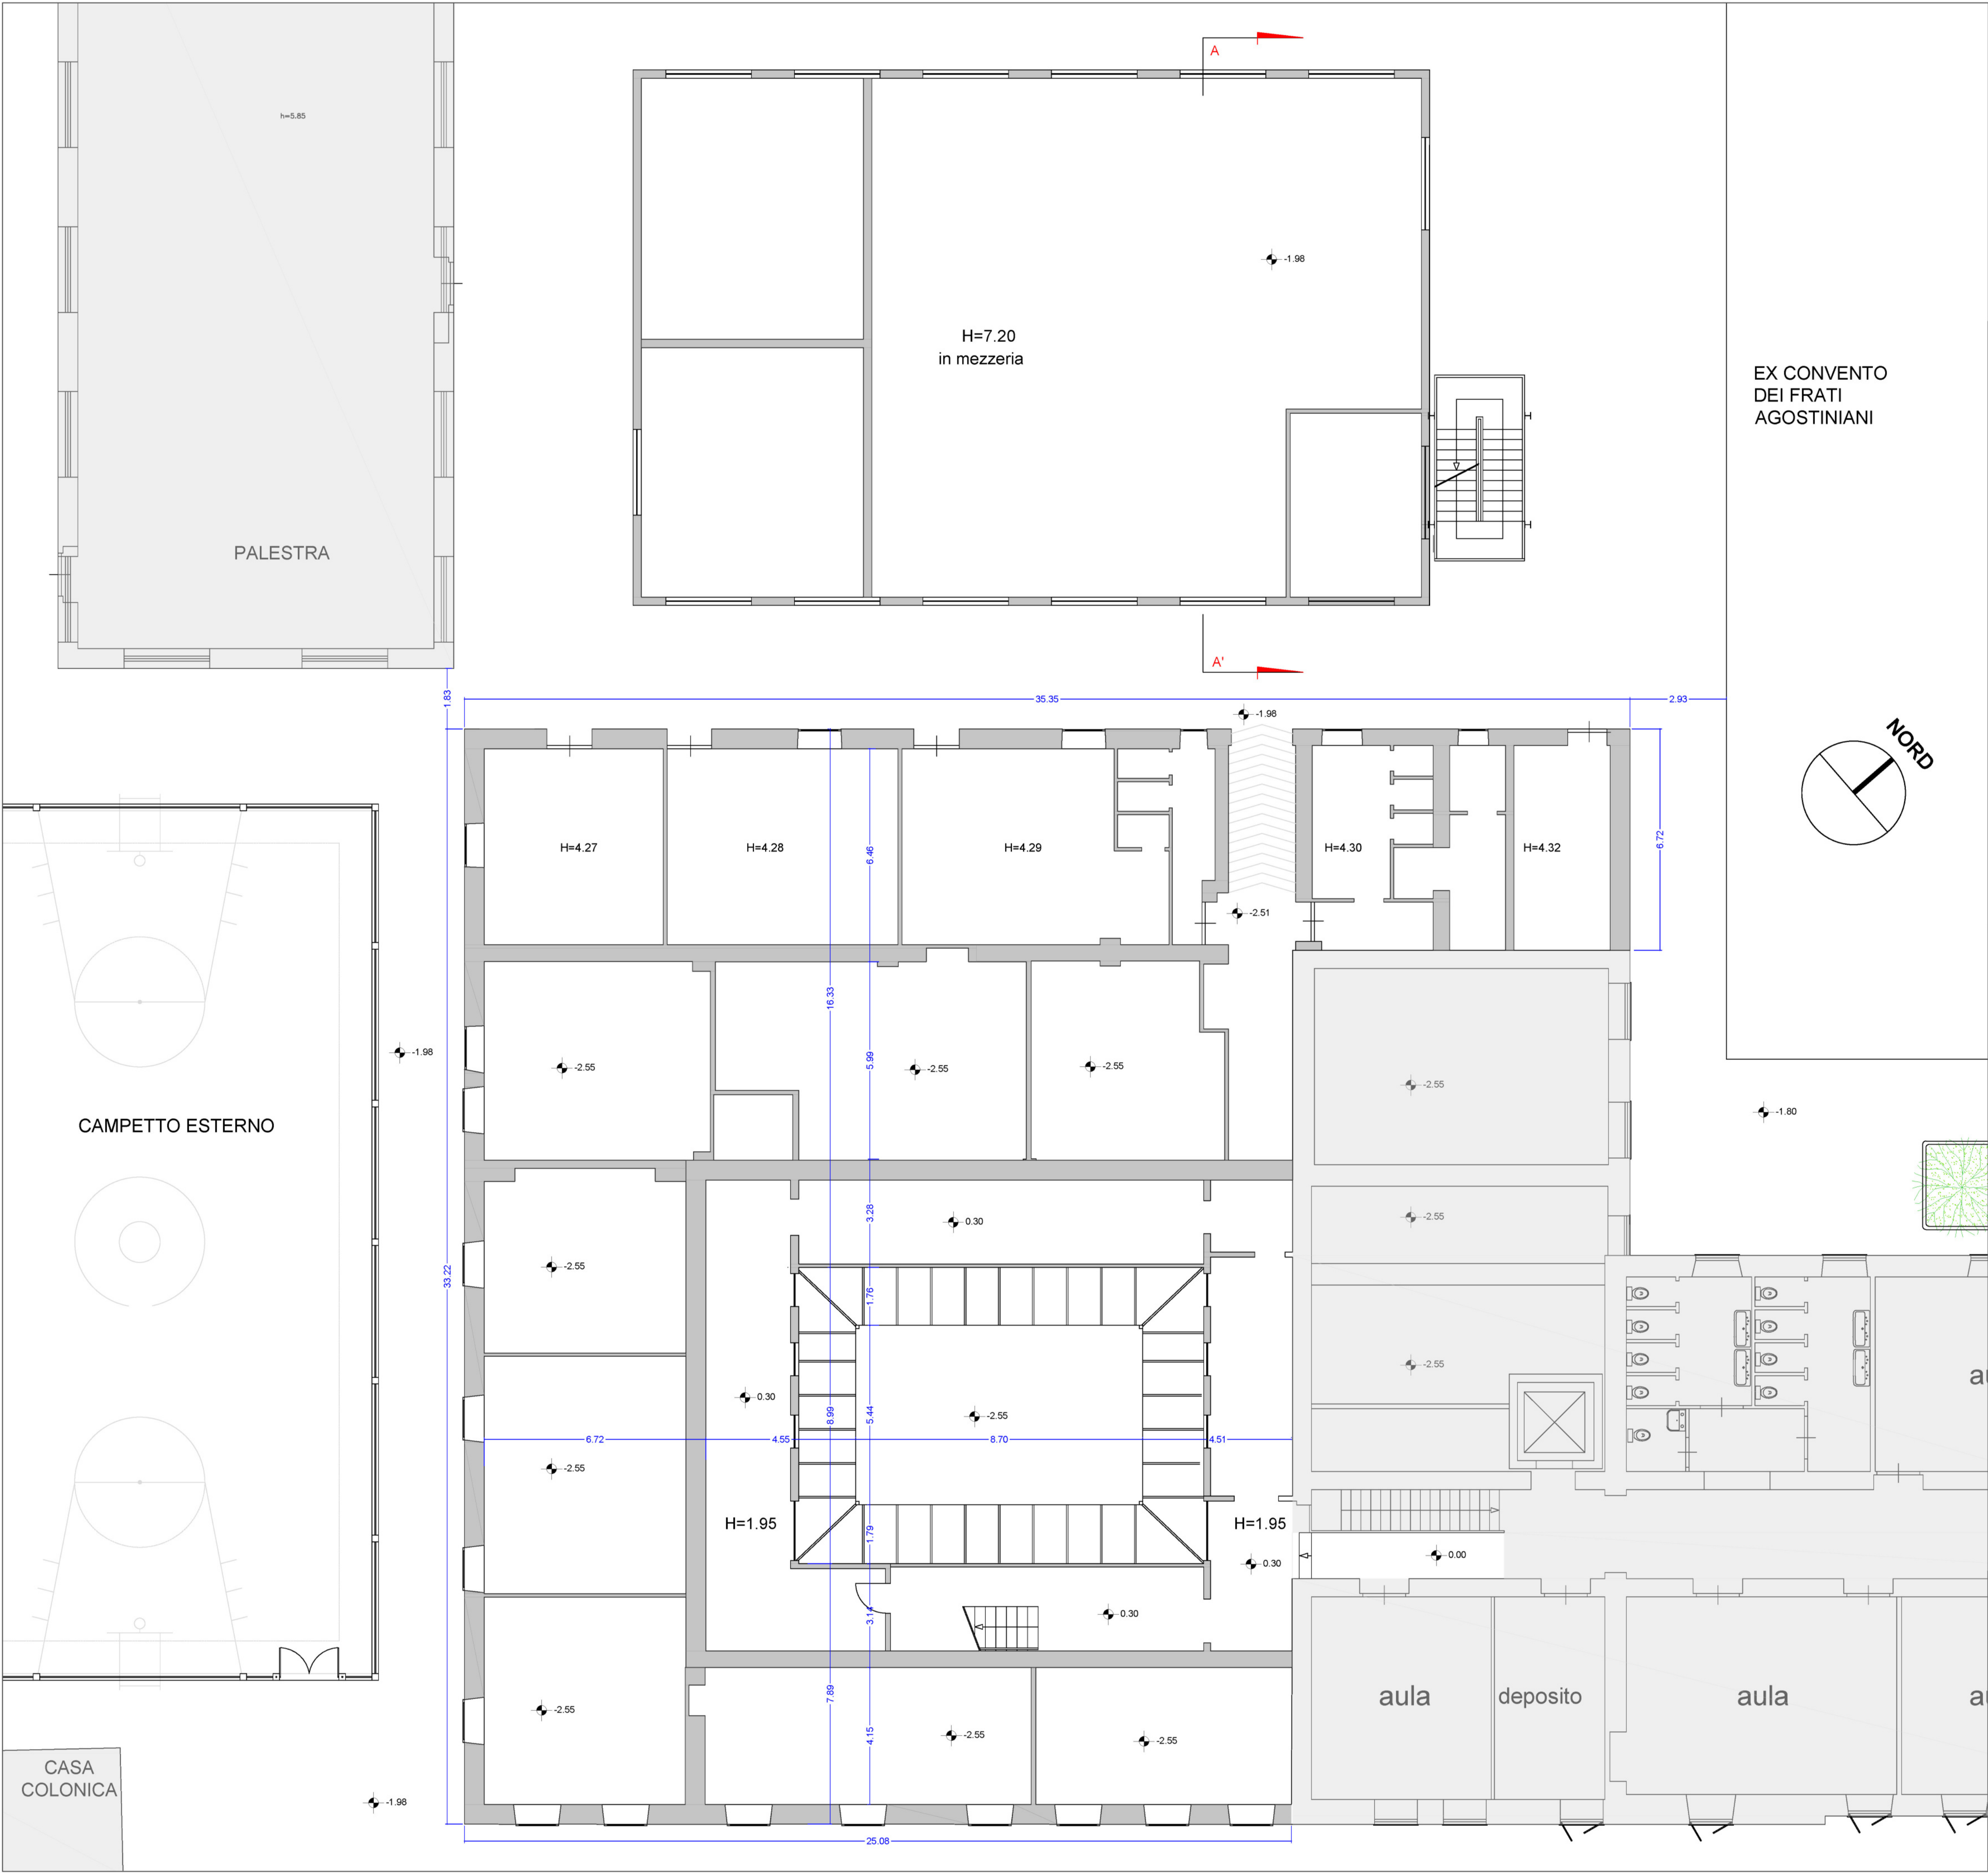 A
h=5.85
-1.98
H=7.20
in mezzeria
EX CONVENTO
DEI FRATI
AGOSTINIANI
PALESTRA
A'
1.83
35.35
2.93
-1.98
NORD
H=4.27
H=4.28
6.46
H=4.29
H=4.30
H=4.32
6.72
-2.51
16.33
-1.98
-2.55
5.99
-2.55
-2.55
-2.55
-1.80
CAMPETTO ESTERNO
3.28
0.30
-2.55
33.22
-2.55
1.76
-2.55
au
0.30
8.99
5.44
-2.55
6.72
4.55
8.70
4.51
-2.55
H=1.95
1.79
H=1.95
0.30
0.00
3.14
0.30
7.89
aula
deposito
aula
au
-2.55
4.15
-2.55
-2.55
CASA
COLONICA
-1.98
25.08